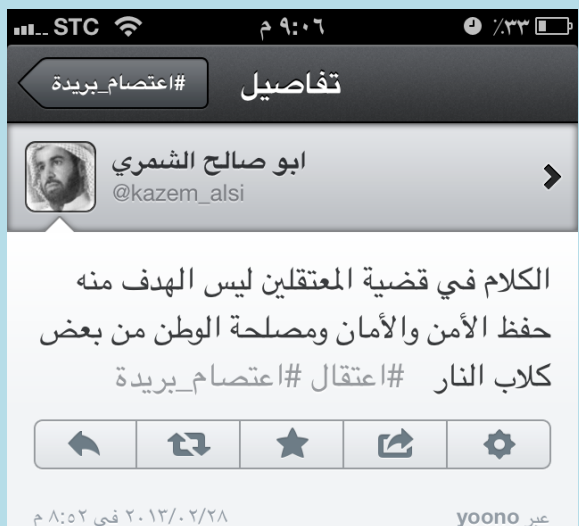 STC ٩:٠٦ م ٪٣٣
#اعتصام_بريدة تفاصيل
ابو صالح الشمري
@kazem_alsi
الكلام في قضية المعتقلين ليس الهدف منه
حفظ الأمن والأمان ومصلحة الوطن من بعض
كلاب النار #اعتقال #اعتصام_بريدة
٢٠١٣/٠٢/٢٨ في ٨:٥٢ م عبر yoono